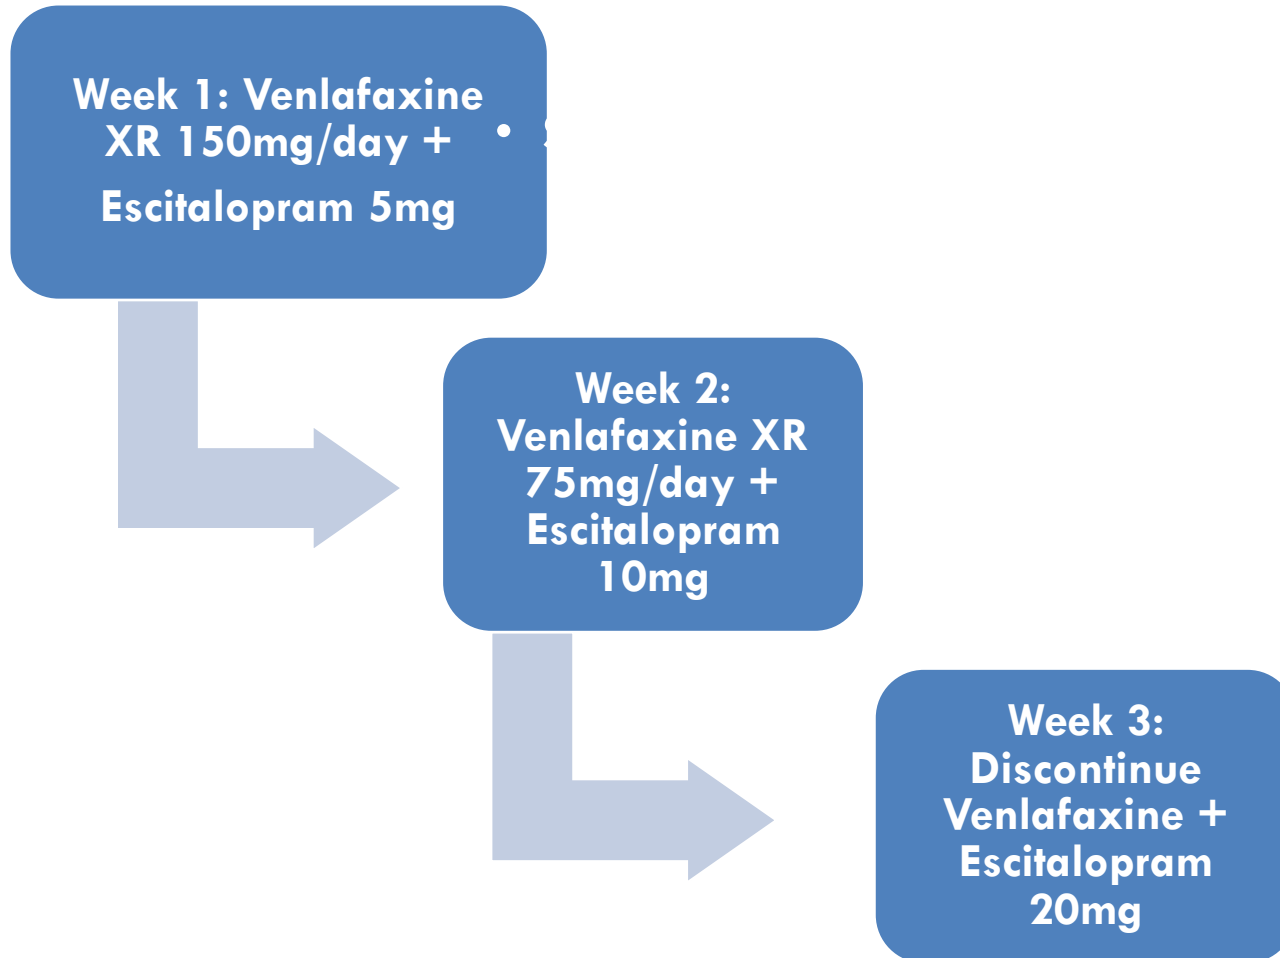 Week 1: Venlafaxine
XR 150mg/day +
Escitalopram 5mg
Week 2:
Venlafaxine XR
75mg/day +
Escitalopram
10mg
Week 3:
Discontinue
Venlafaxine +
Escitalopram
20mg